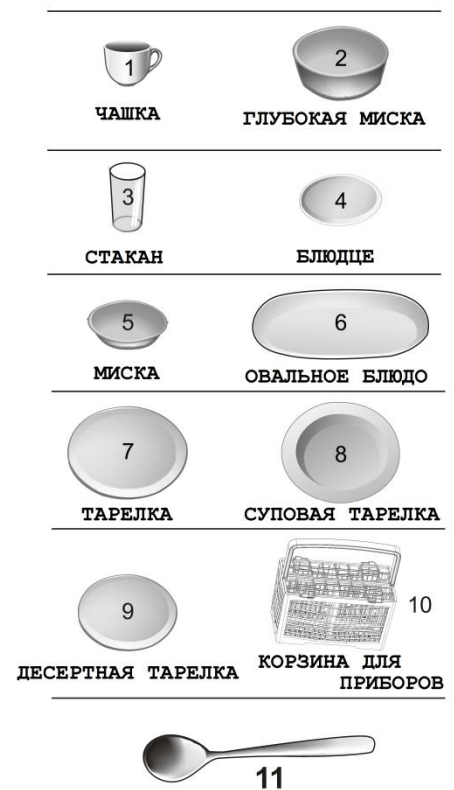 1
2
ЧАШКА
ГЛУБОКАЯ МИСКА
3
4
СТАКАН
БЛЮДЦЕ
5
6
МИСКА
ОВАЛЬНОЕ БЛЮДО
7
8
ТАРЕЛКА
СУПОВАЯ ТАРЕЛКА
9
10
ДЕСЕРТНАЯ ТАРЕЛКА
КОРЗИНА ДЛЯ
ПРИБОРОВ
11